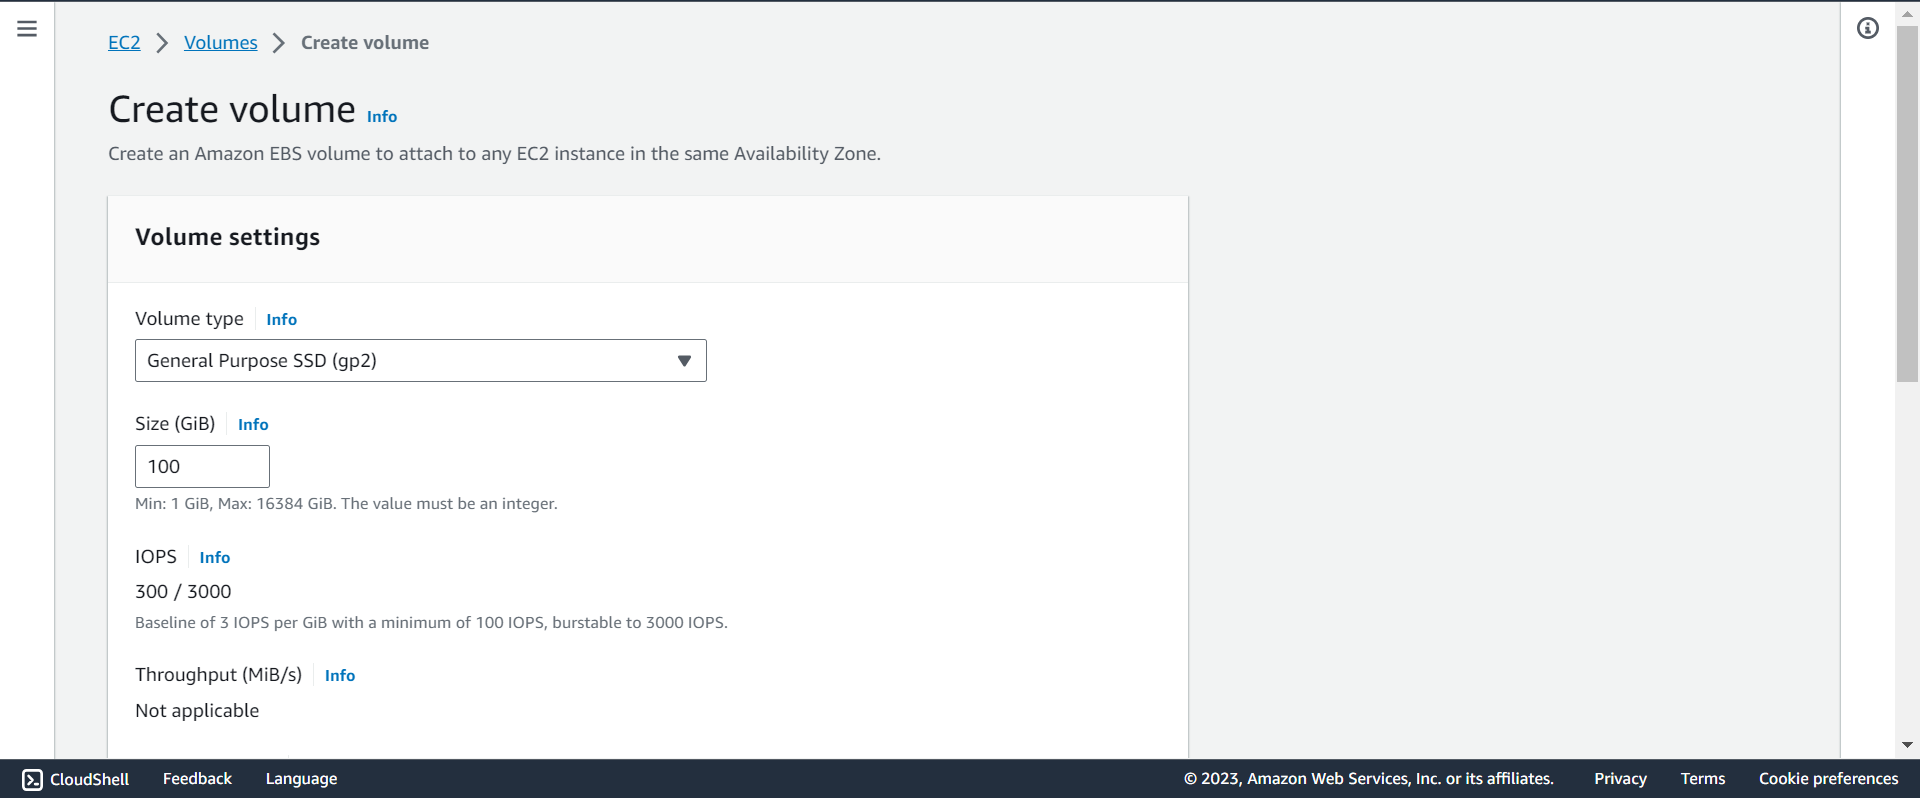 EC2 > Volumes > Create volume
Create volume Info
Create an Amazon EBS volume to attach to any EC2 instance in the same Availability Zone.
Volume settings
Volume type Info
General Purpose SSD (gp2)
Size (GiB) Info
100
Min: 1 GiB, Max: 16384 GiB. The value must be an integer.
IOPS Info
300 / 3000
Baseline of 3 IOPS per GiB with a minimum of 100 IOPS, burstable to 3000 IOPS.
Throughput (MiB/s) Info
Not applicable
CloudShell Feedback Language © 2023, Amazon Web Services, Inc. or its affiliates. Privacy Terms Cookie preferences